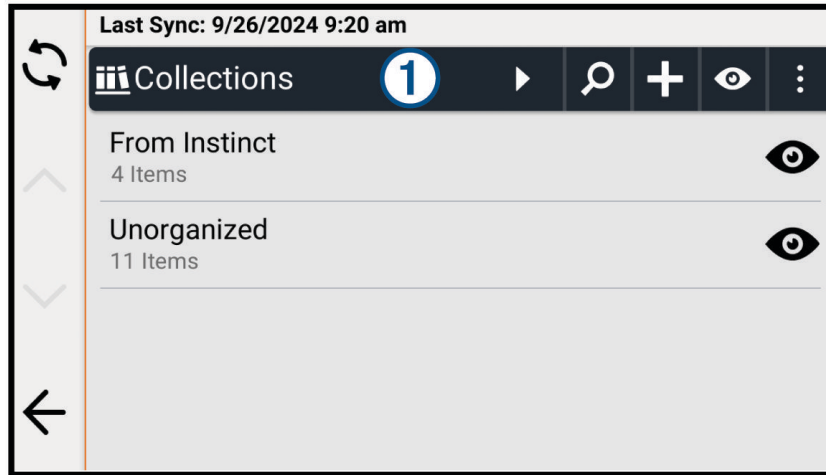 Last Sync: 9/26/2024 9:20 am
Collections 1
From Instinct
4 Items
Unorganized
11 Items